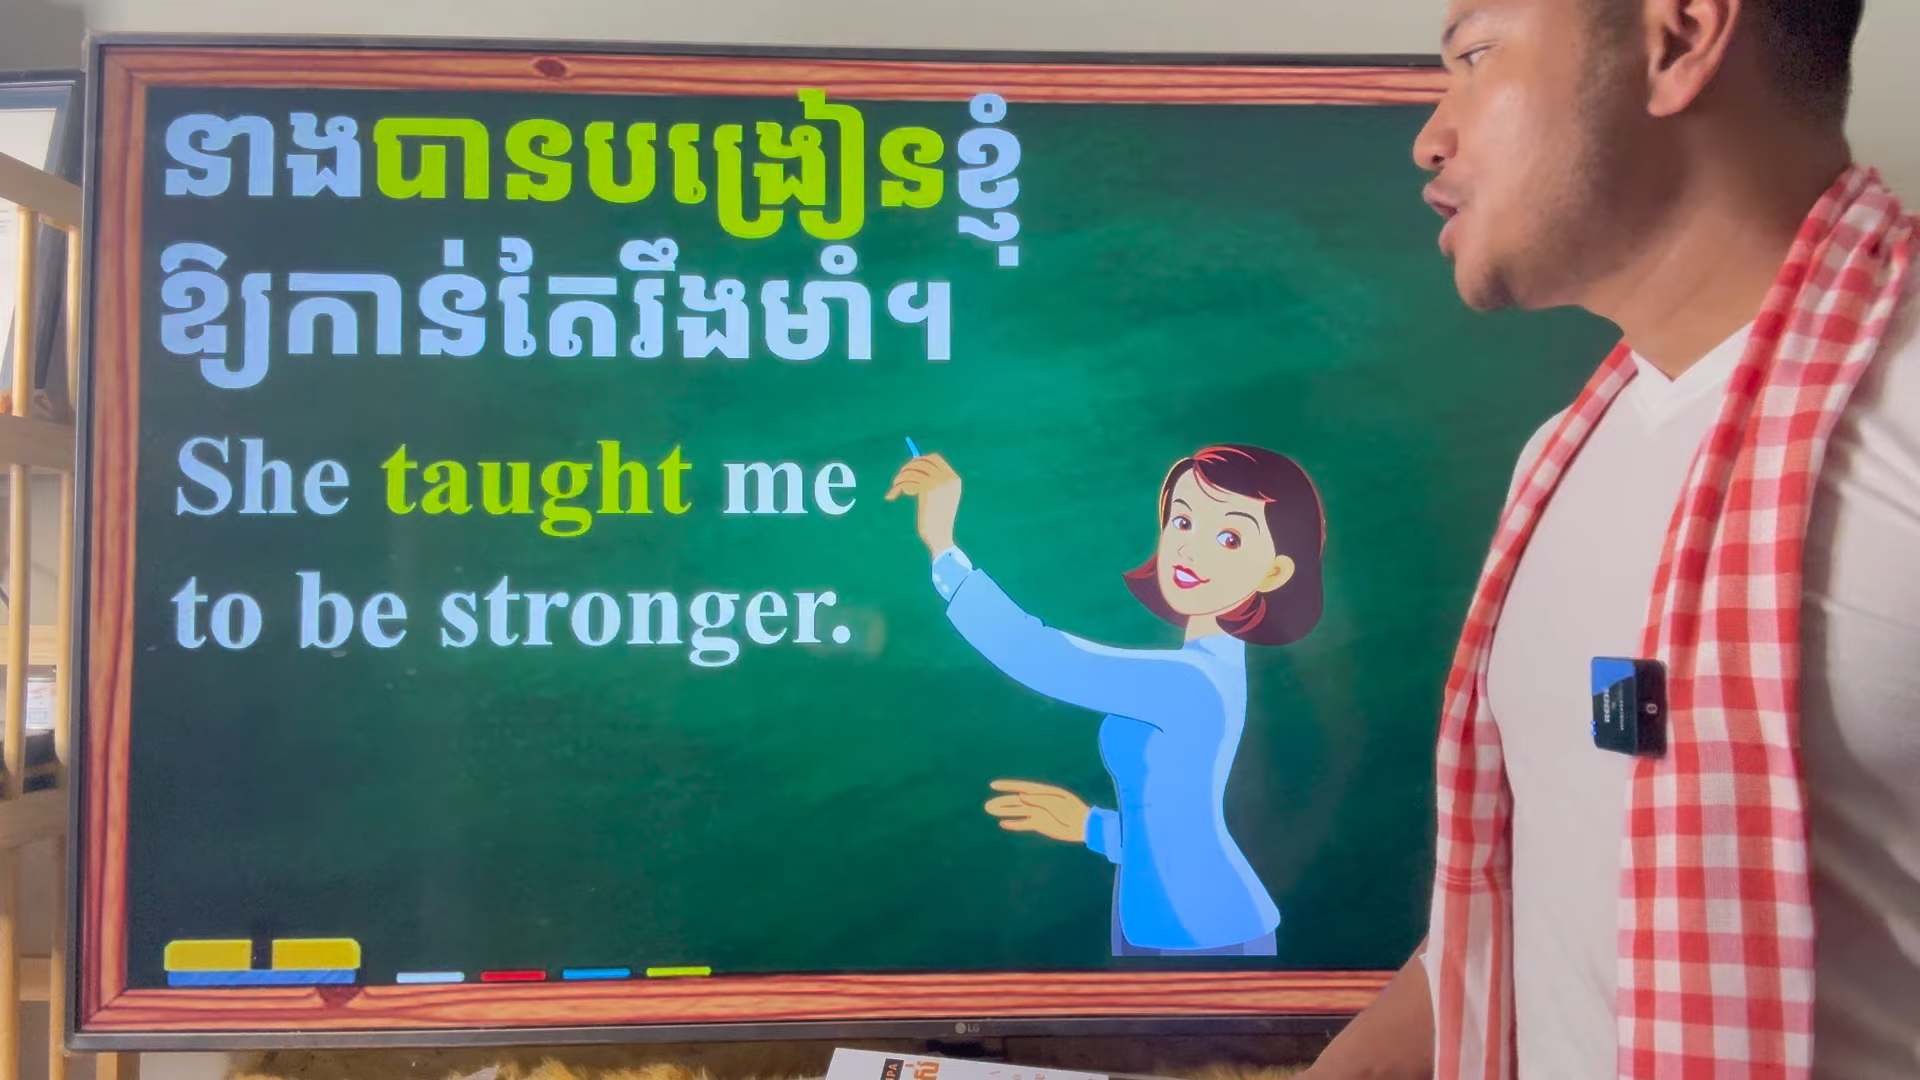 នាងបានបង្រៀនខ្ញុំ
ឱ្យកាន់តែរឹងមាំ។
She taught me
to be stronger.
LG